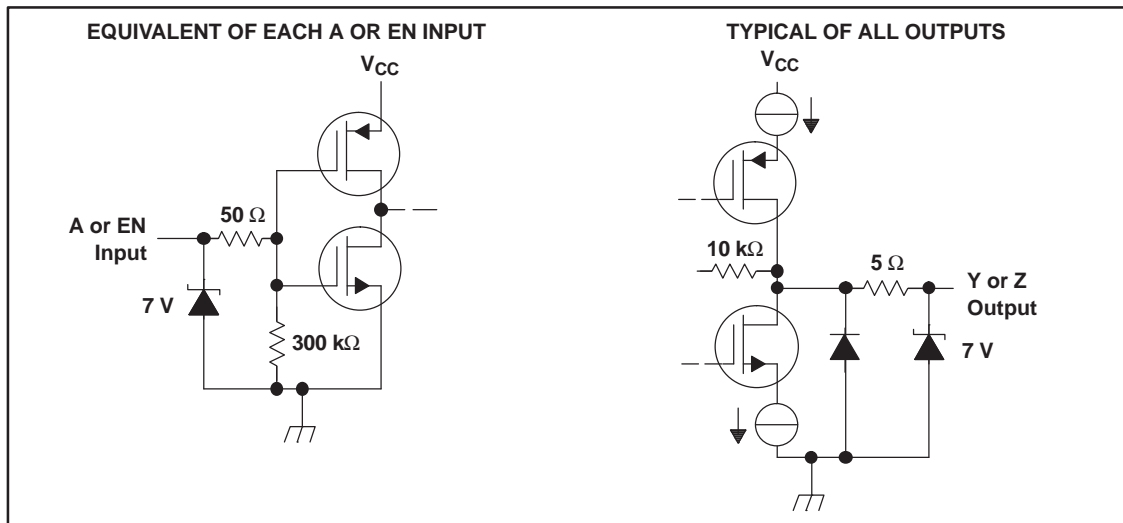 EQUIVALENT OF EACH A OR EN INPUT
VCC
A or EN
Input
50 Ω
7 V
300 kΩ
TYPICAL OF ALL OUTPUTS
VCC
10 kΩ
5 Ω
Y or Z
Output
7 V